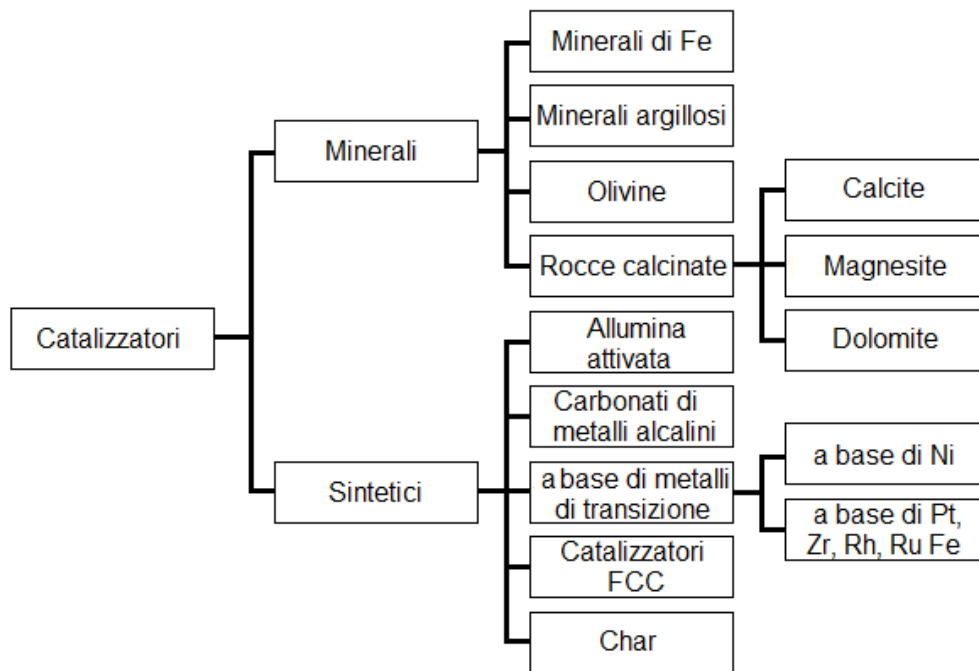 Catalizzatori
Minerali
Minerali di Fe
Minerali argillosi
Olivine
Rocce calcinate
Calcite
Magnesite
Dolomite
Sintetici
Allumina
attivata
Carbonati di
metalli alcalini
a base di metalli
di transizione
a base di Ni
a base di Pt,
Zr, Rh, Ru Fe
Catalizzatori
FCC
Char